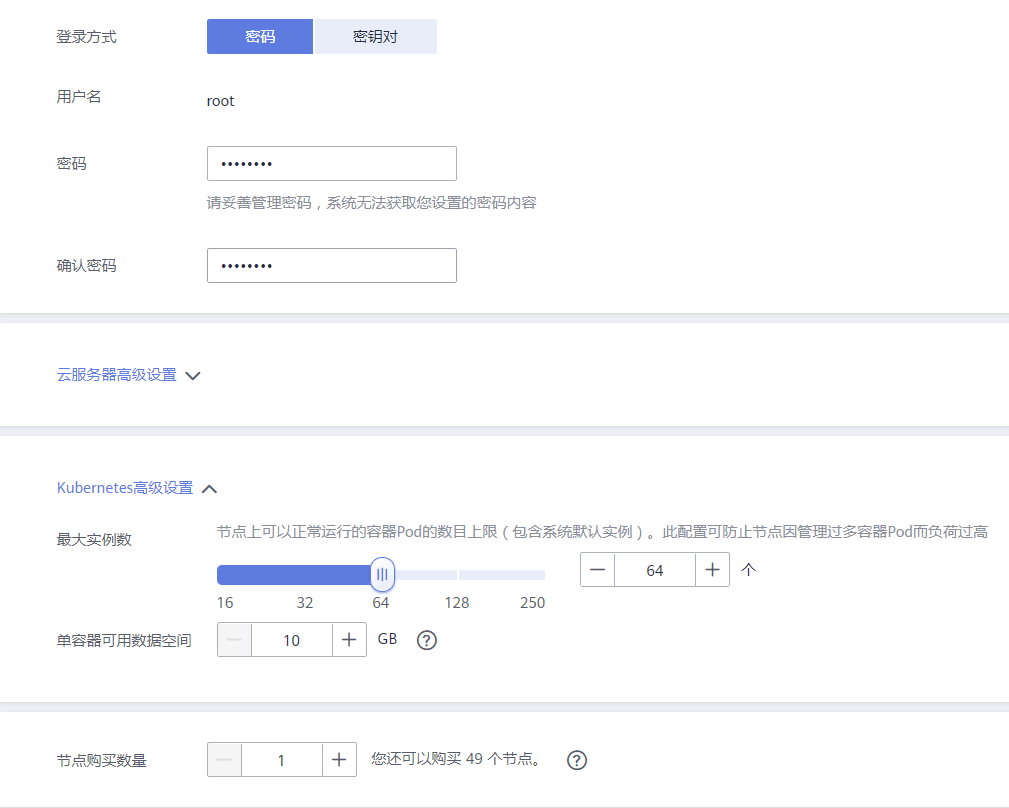 登录方式 密码 密钥对
用户名 root
密码 ••••••••
请妥善管理密码，系统无法获取您设置的密码内容
确认密码 ••••••••
云服务器高级设置
Kubernetes高级设置
最大实例数 节点上可以正常运行的容器Pod的数目上限（包含系统默认实例）。此配置可防止节点因管理过多容器Pod而负荷过高
64 个
16 32 64 128 250
单容器可用数据空间 10 GB ?
节点购买数量 1 您还可以购买 49 个节点。 ?